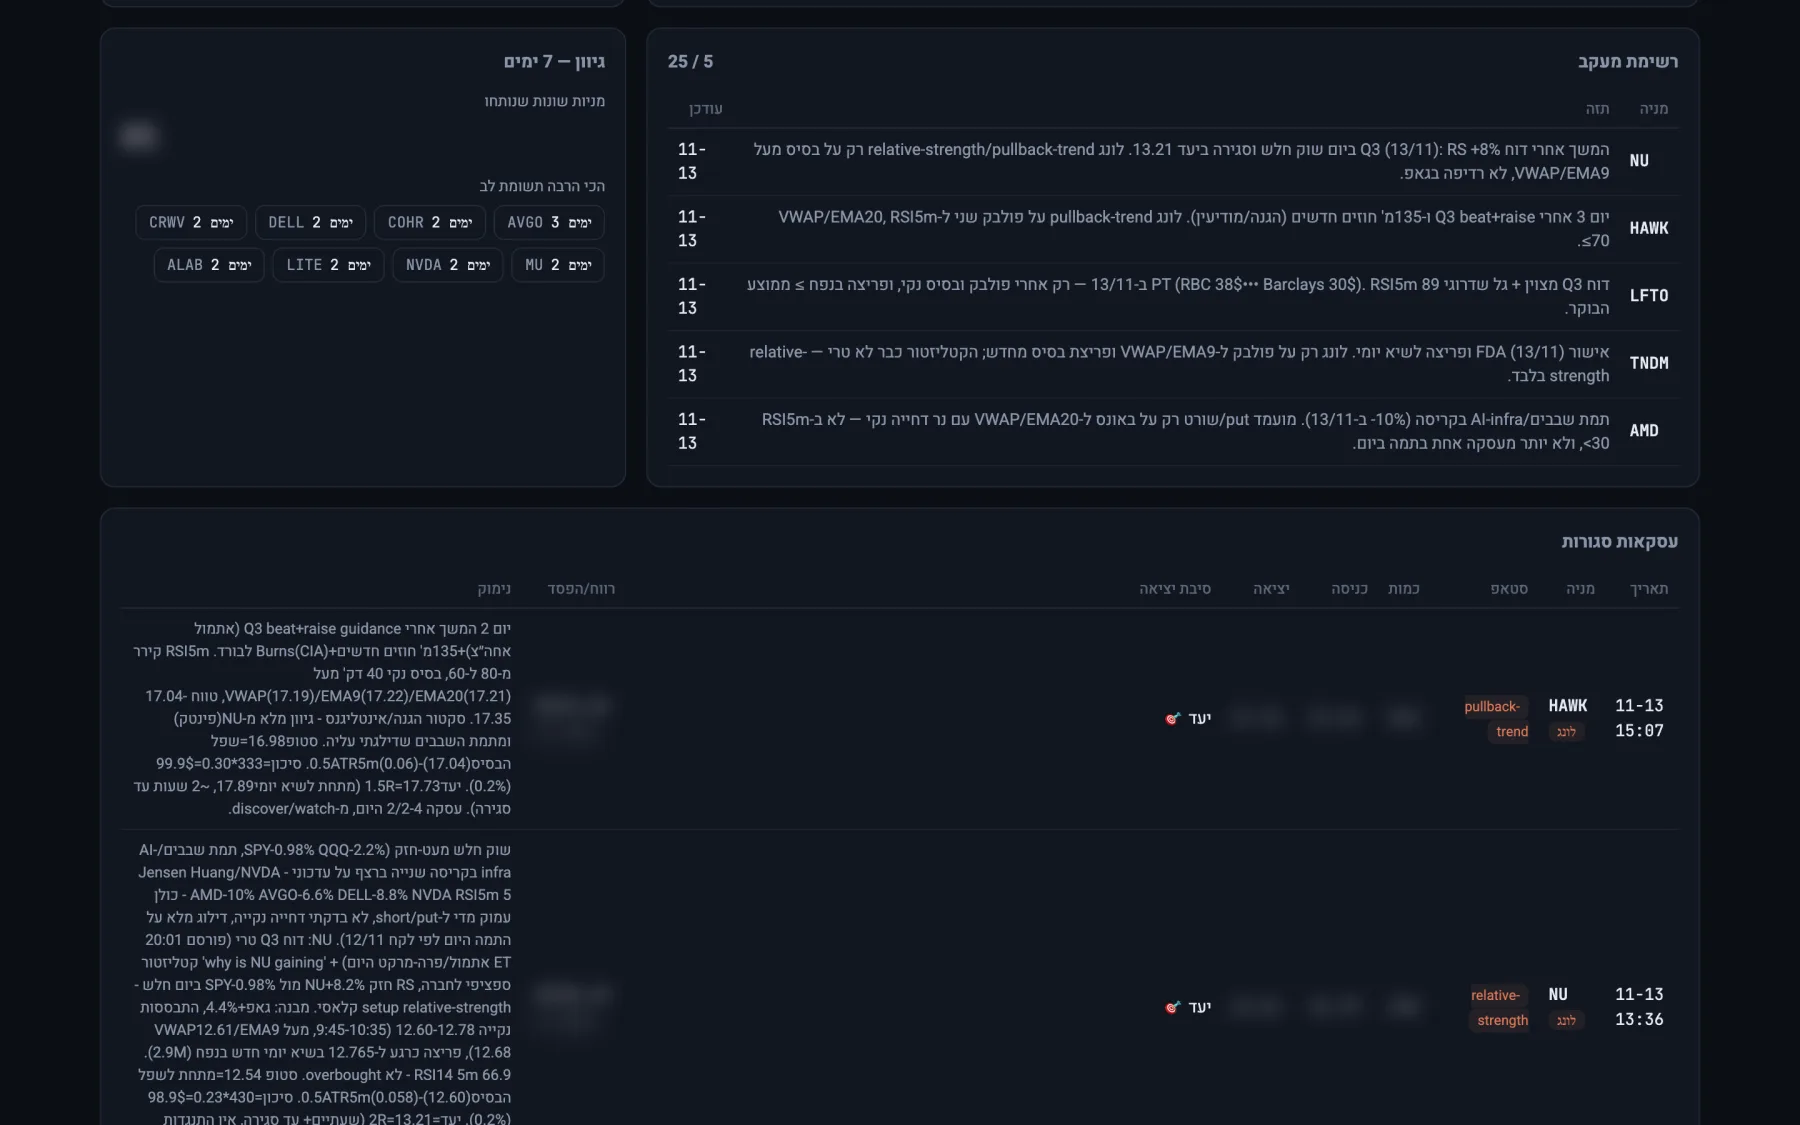 רשימת מעקב
25 / 5
מניה תזה עודכן
NU
המשך אחרי דוח Q3 (13/11): RS +8% ביום שוק חלש וסגירה ביעד 13.21. לונג relative-strength/pullback-trend רק על בסיס מעל
VWAP/EMA9, לא רדיפה בגאפ.
11-
13
HAWK
יום 3 אחרי Q3 beat+raise ו-135מ' חוזים חדשים (הגנה/מודיעין). לונג pullback-trend על פולבק שני ל-VWAP/EMA20, RSI5m
≤70.
11-
13
LFTO
דוח Q3 מצוין + גל שדרוגי PT (RBC 38$••• Barclays 30$). RSI5m 89 ב-13/11 — רק אחרי פולבק ובסיס נקי, ופריצה בנפח ≥ ממוצע
הבוקר.
11-
13
TNDM
אישור FDA (13/11) ופריצה לשיא יומי. לונג רק על פולבק ל-VWAP/EMA9 ופריצת בסיס מחדש; הקטליזטור כבר לא טרי — relative-
strength בלבד.
11-
13
AMD
תמת שבבים/AI-infra בקריסה (10%- ב-13/11). מועמד put/שורט רק על באונס ל-VWAP/EMA20 עם נר דחייה נקי — לא ב-RSI5m
<30, ולא יותר מעסקה אחת בתמה ביום.
11-
13
גיוון — 7 ימים
מניות שונות שנותחו
הכי הרבה תשומת לב
AVGO 3 ימים
COHR 2 ימים
DELL 2 ימים
CRWV 2 ימים
MU 2 ימים
NVDA 2 ימים
LITE 2 ימים
ALAB 2 ימים
עסקאות סגורות
תאריך מניה סטאפ כמות כניסה יציאה סיבת יציאה רווח/הפסד נימוק
11-13
15:07
HAWK
לונג
pullback-
trend
יעד 🎯
יום 2 המשך אחרי Q3 beat+raise guidance (אתמול
אחה"צ)+135מ' חוזים חדשים+Burns(CIA) לבורד. RSI5m קירר
מ-80 ל-60, בסיס נקי 40 דק' מעל
VWAP(17.19)/EMA9(17.22)/EMA20(17.21), טווח 17.04-
17.35. סקטור הגנה/אינטליגנס - גיוון מלא מ-NU(פינטק)
ומתמת השבבים שדילגתי עליה. סטופ16.98=שפל
הבסיס(17.04)-0.5ATR5m(0.06). סיכון=333*0.30=99.9$
(0.2%). יעד1.5R=17.73 (מתחת לשיא יומי17.89, ~2 שעות עד
סגירה). עסקה 2/2-4 היום, מ-discover/watch.
11-13
13:36
NU
לונג
relative-
strength
יעד 🎯
שוק חלש מעט-חזק (SPY-0.98% QQQ-2.2%, תמת שבבים/AI-
infra בקריסה שנייה ברצף על עדכוני Jensen Huang/NVDA -
AMD-10% AVGO-6.6% DELL-8.8% NVDA RSI5m 5 - כולן
עמוק מדי ל-short/put, לא בדקתי דחייה נקייה, דילוג מלא על
התמה היום לפי לקח 12/11). NU: דוח Q3 טרי (פורסם 20:01
ET אתמול/פרה-מרקט היום) + 'why is NU gaining' קטליזטור
ספציפי לחברה, RS חזק NU+8.2% מול SPY-0.98% ביום חלש -
setup relative-strength קלאסי. מבנה: גאפ+4.4%, התבססות
נקייה 12.60-12.78 (9:45-10:35, מעל VWAP12.61/EMA9
12.68), פריצה כרגע ל-12.765 בשיא יומי חדש בנפח (2.9M).
RSI14 5m 66.9 - לא overbought. סטופ 12.54=מתחת לשפל
הבסיס(12.60)-0.5ATR5m(0.058). סיכון=430*0.23=98.9$
(0.2%). יעד=2R=13.21 (שעתיים+ עד סגירה, אין התנגדות